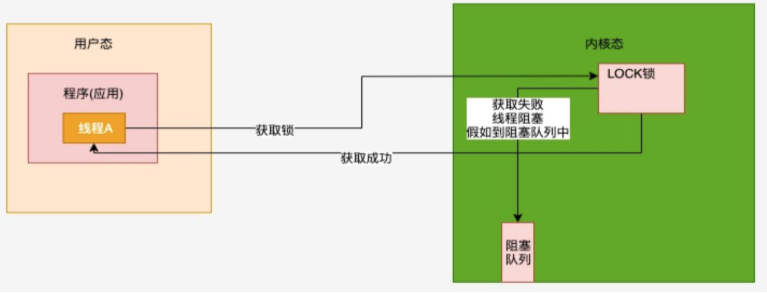 用户态
程序(应用)
线程A
获取锁
获取成功
内核态
LOCK锁
获取失败
线程阻塞
假如到阻塞队列中
阻塞
队列